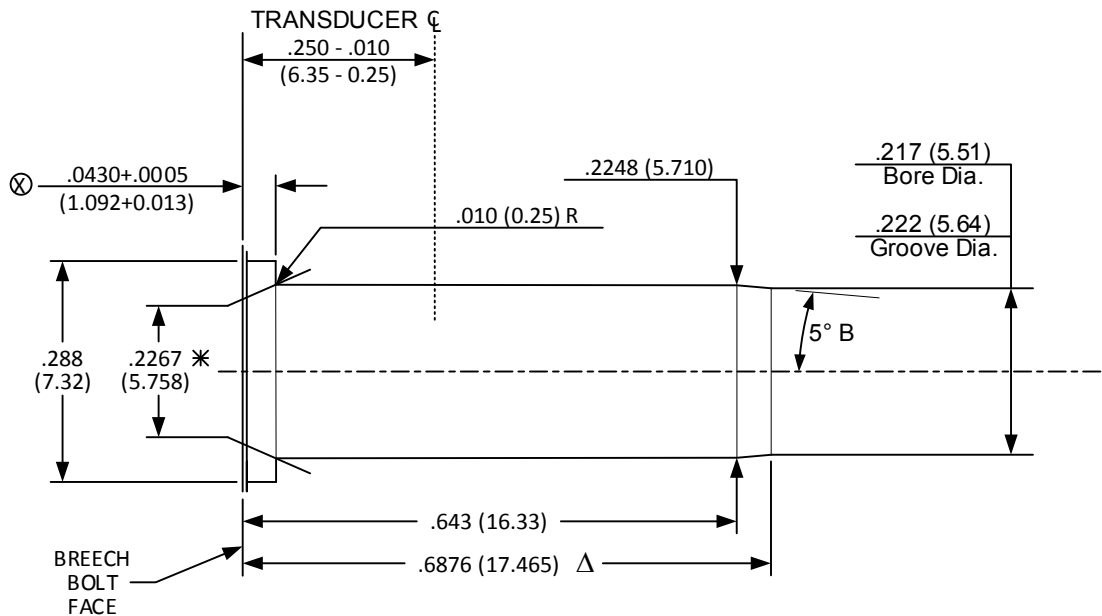 TRANSDUCER ℄
.250 - .010
(6.35 - 0.25)
Ⓧ .0430+.0005
(1.092+0.013)
.2248 (5.710)
.217 (5.51)
Bore Dia.
.010 (0.25) R
.222 (5.64)
Groove Dia.
5° B
.288
(7.32)
.2267 ✳
(5.758)
.643 (16.33)
.6876 (17.465) Δ
BREECH
BOLT
FACE